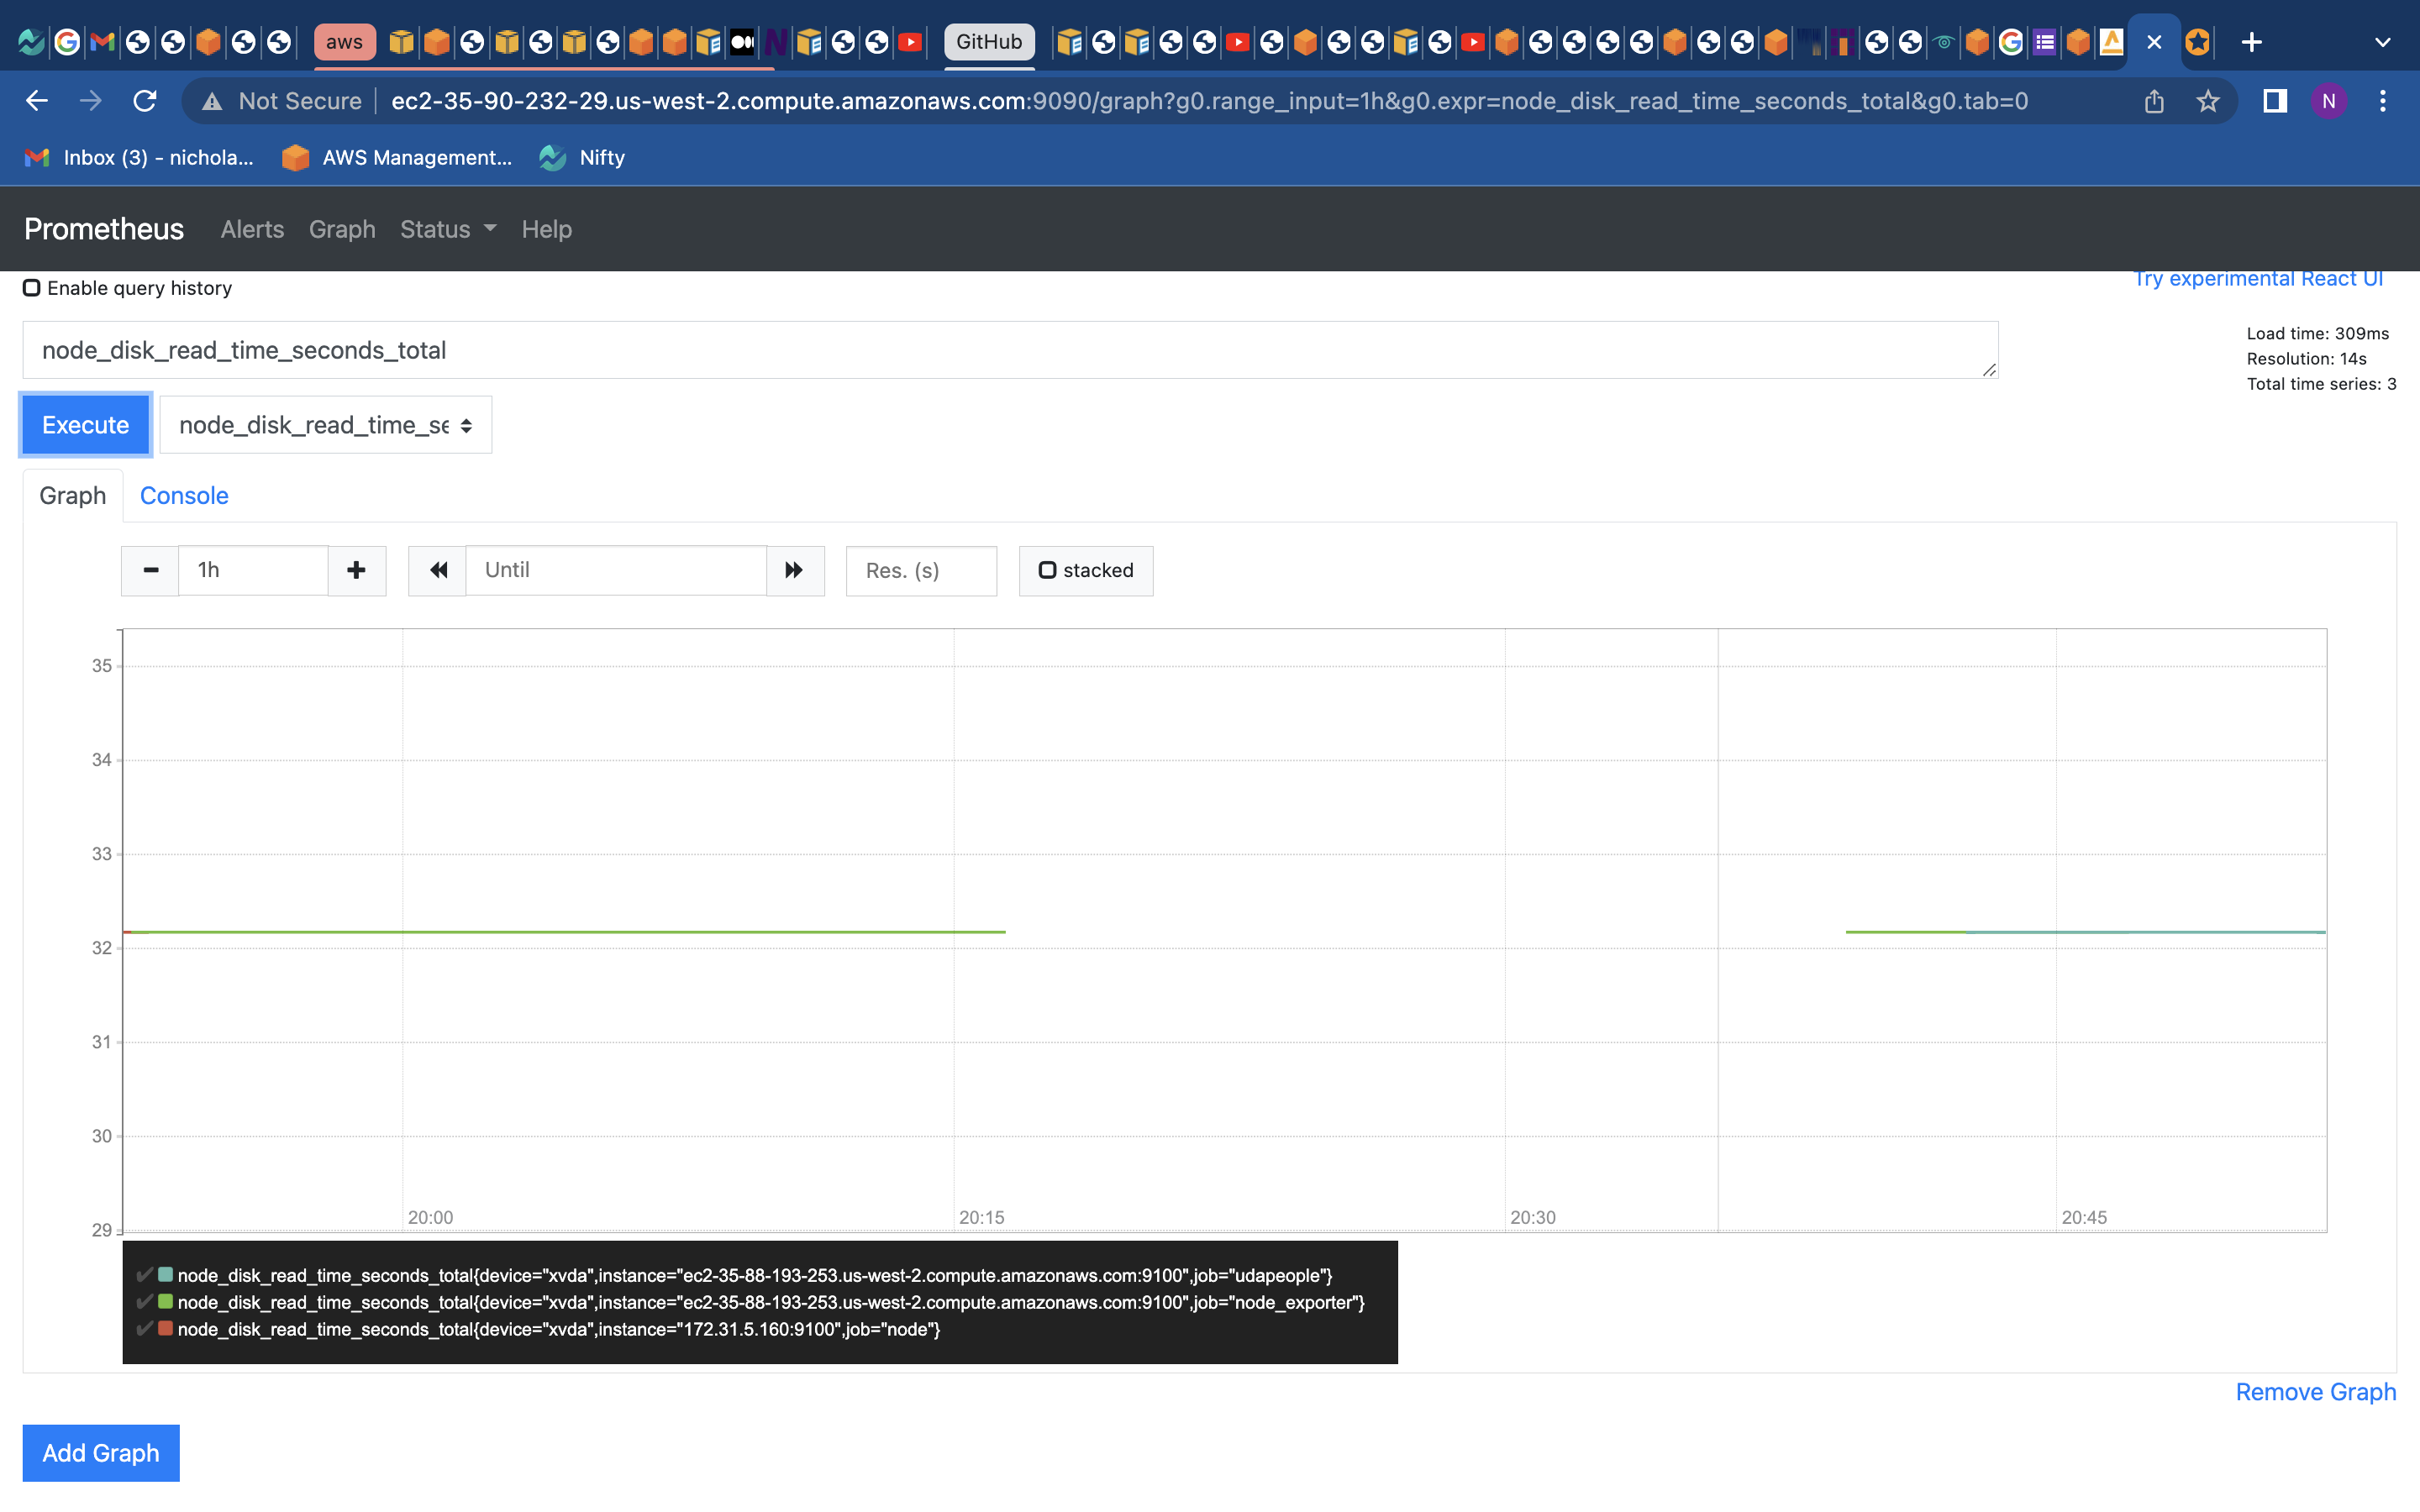 aws
GitHub
Not Secure
ec2-35-90-232-29.us-west-2.compute.amazonaws.com:9090/graph?g0.range_input=1h&g0.expr=node_disk_read_time_seconds_total&g0.tab=0
N
Inbox (3) - nichola...
AWS Management...
Nifty
Prometheus
Alerts
Graph
Status
Help
Enable query history
Try experimental React UI
node_disk_read_time_seconds_total
Load time: 309ms
Resolution: 14s
Total time series: 3
Execute
node_disk_read_time_se
Graph
Console
1h
Until
Res. (s)
stacked
35
34
33
32
31
30
29
20:00
20:15
20:30
20:45
node_disk_read_time_seconds_total{device="xvda",instance="ec2-35-88-193-253.us-west-2.compute.amazonaws.com:9100",job="udapeople"}
node_disk_read_time_seconds_total{device="xvda",instance="ec2-35-88-193-253.us-west-2.compute.amazonaws.com:9100",job="node_exporter"}
node_disk_read_time_seconds_total{device="xvda",instance="172.31.5.160:9100",job="node"}
Remove Graph
Add Graph